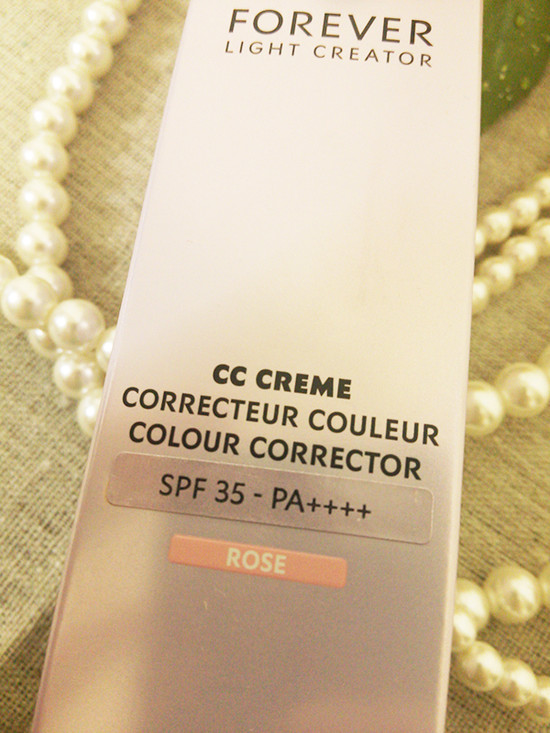 FOREVER
LIGHT CREATOR
CC CREME
CORRECTEUR COULEUR
COLOUR CORRECTOR
SPF 35 - PA++++
ROSE